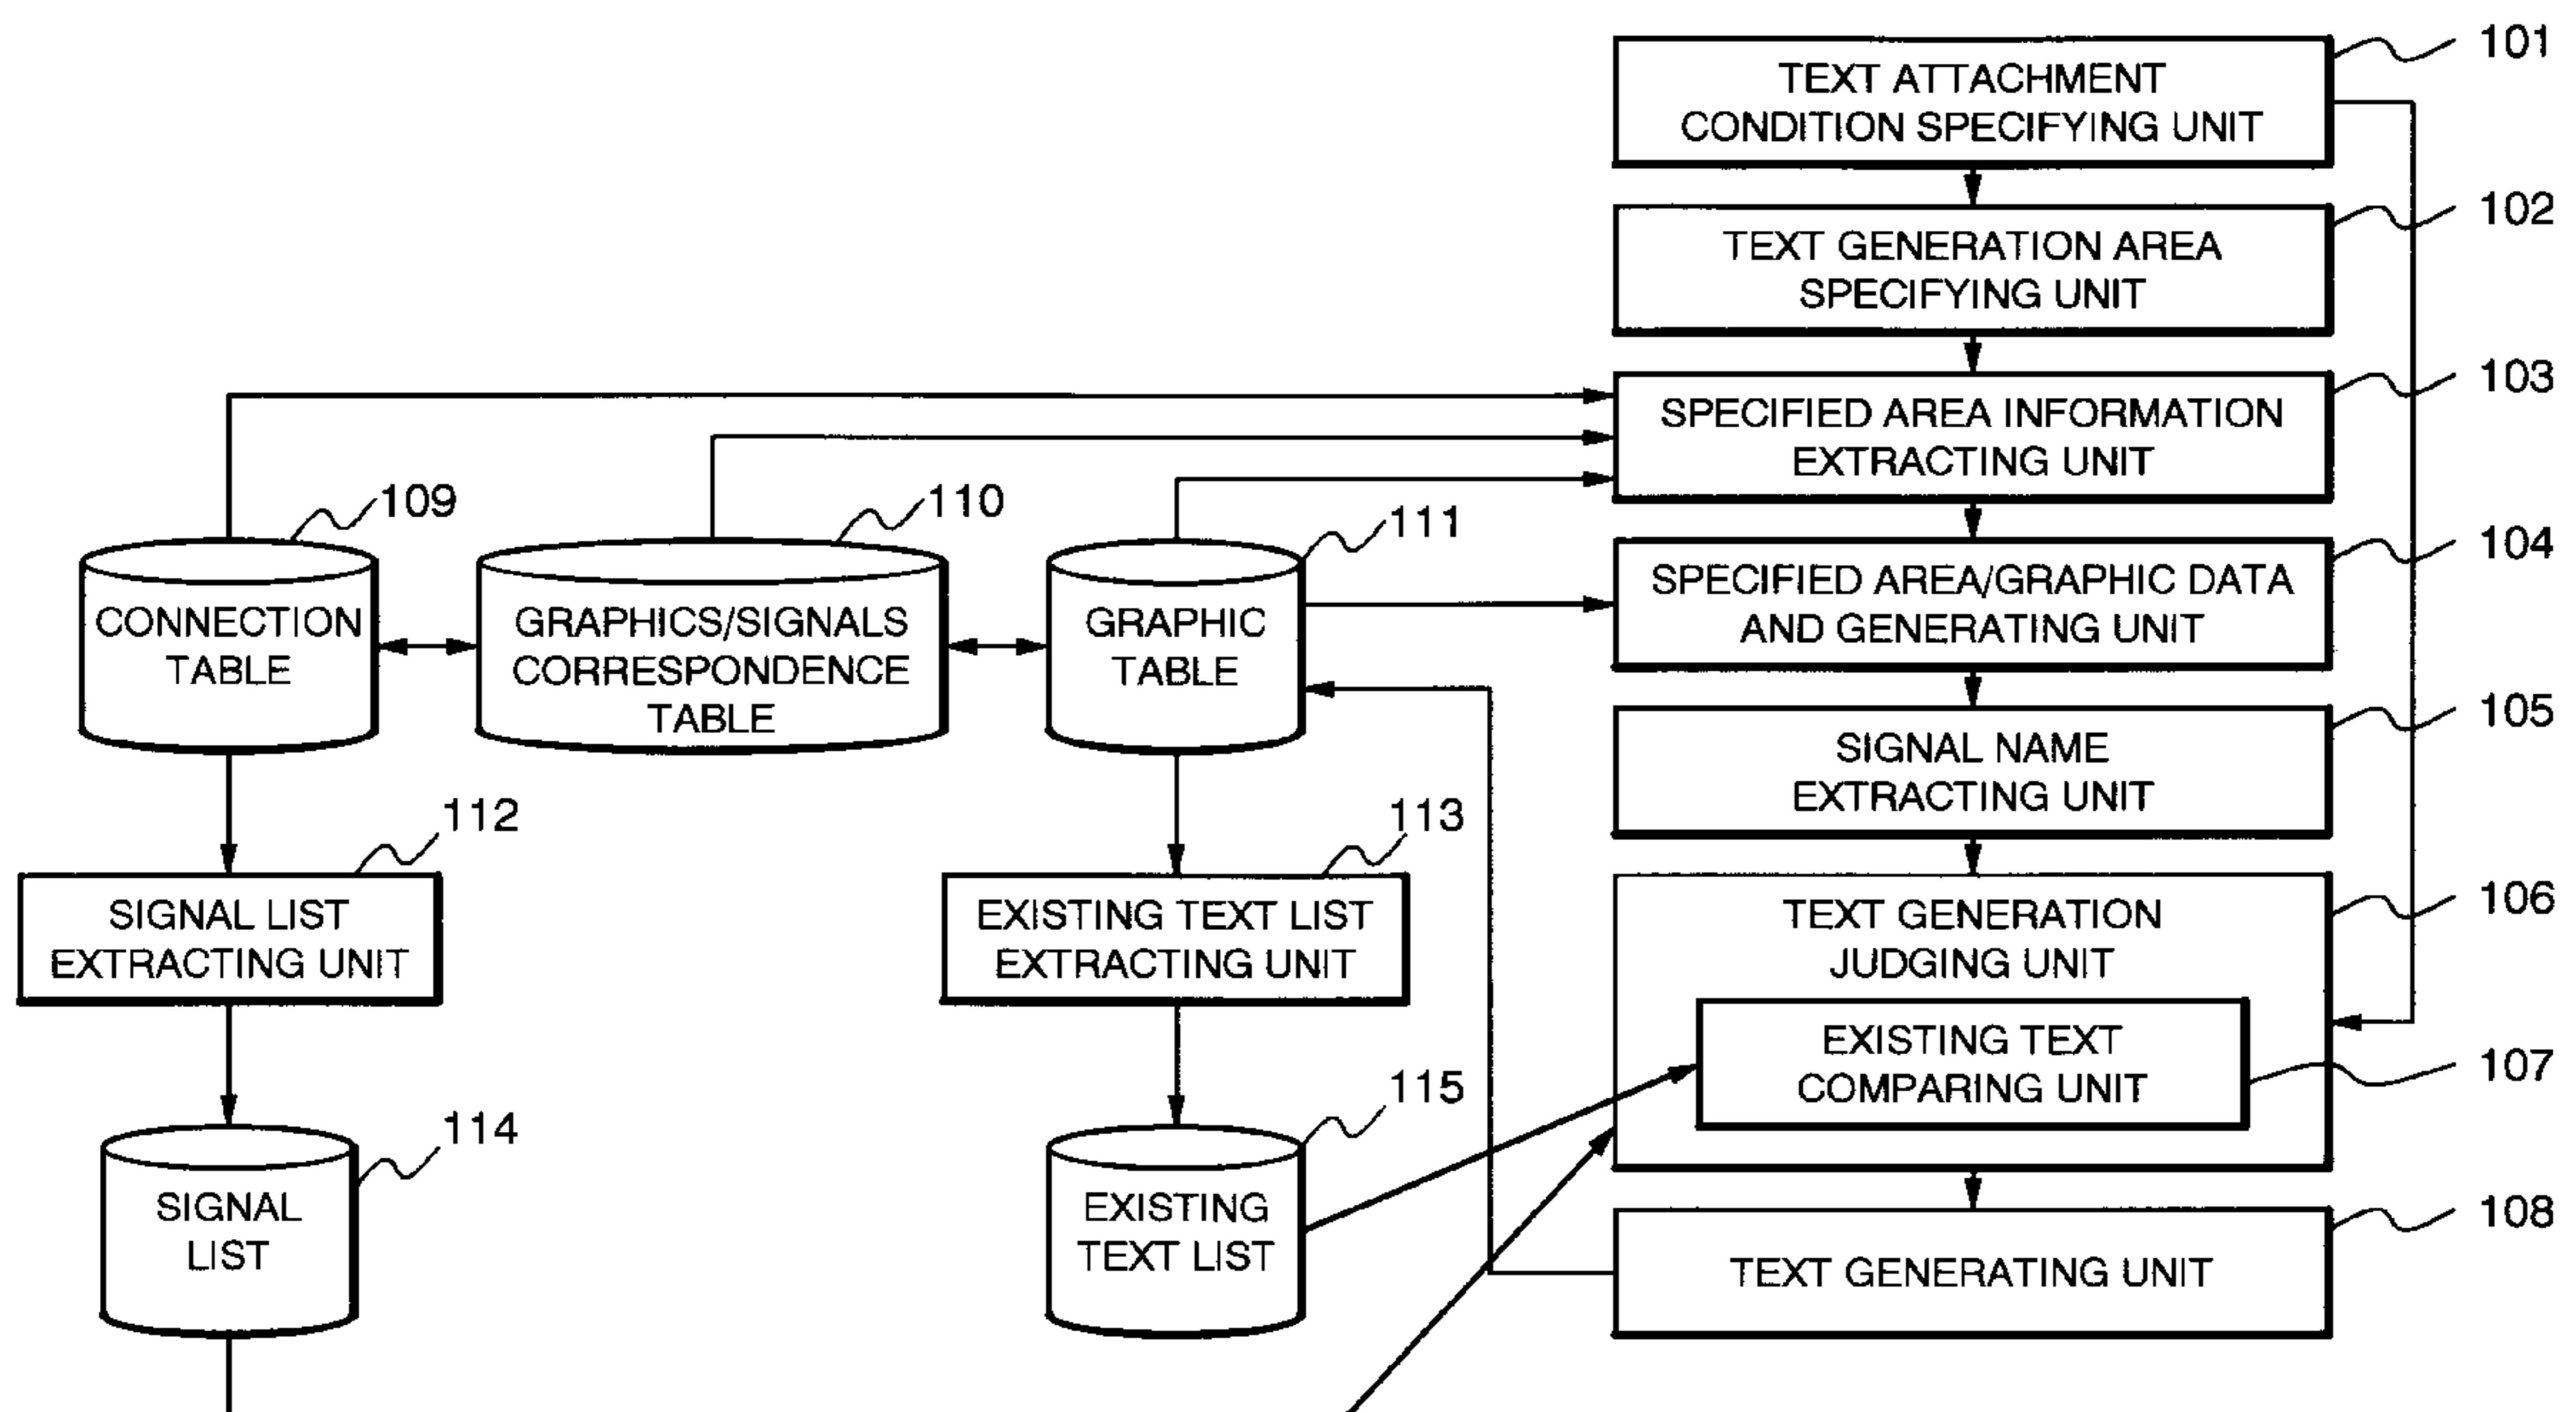 101
TEXT ATTACHMENT
CONDITION SPECIFYING UNIT
102
TEXT GENERATION AREA
SPECIFYING UNIT
103
SPECIFIED AREA INFORMATION
EXTRACTING UNIT
109
110
111
104
CONNECTION
TABLE
GRAPHICS/SIGNALS
CORRESPONDENCE
TABLE
GRAPHIC
TABLE
SPECIFIED AREA/GRAPHIC DATA
AND GENERATING UNIT
105
SIGNAL NAME
EXTRACTING UNIT
112
113
106
SIGNAL LIST
EXTRACTING UNIT
EXISTING TEXT LIST
EXTRACTING UNIT
TEXT GENERATION
JUDGING UNIT
EXISTING TEXT
COMPARING UNIT
107
114
115
108
SIGNAL
LIST
EXISTING
TEXT LIST
TEXT GENERATING UNIT